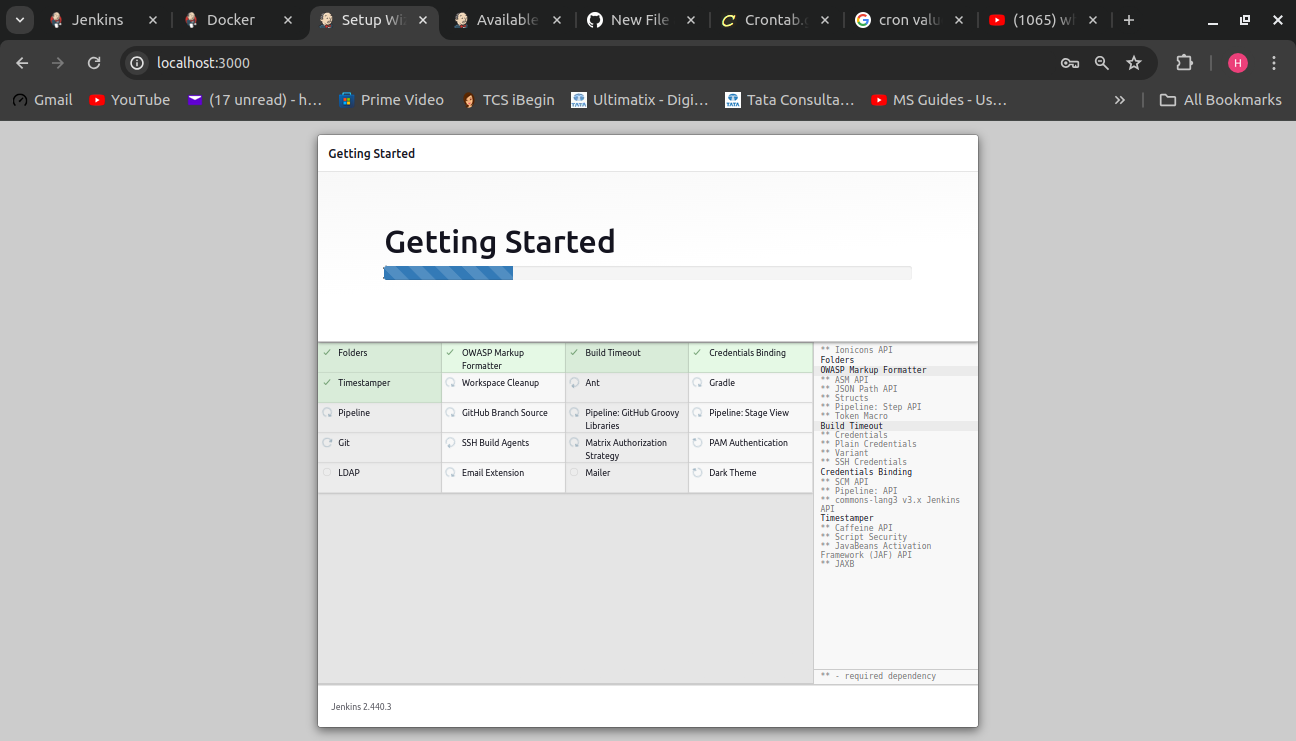 Jenkins
Docker
Setup Wi
Available
New File
Crontab.
cron valu
(1065) w
localhost:3000
H
Gmail
YouTube
(17 unread) - h…
Prime Video
TCS iBegin
Ultimatix - Digi…
Tata Consulta…
MS Guides - Us…
All Bookmarks
Getting Started
Getting Started
Folders
OWASP Markup
Formatter
Build Timeout
Credentials Binding
Timestamper
Workspace Cleanup
Ant
Gradle
Pipeline
GitHub Branch Source
Pipeline: GitHub Groovy
Libraries
Pipeline: Stage View
Git
SSH Build Agents
Matrix Authorization
Strategy
PAM Authentication
LDAP
Email Extension
Mailer
Dark Theme
** Ionicons API
Folders
OWASP Markup Formatter
** ASM API
** JSON Path API
** Structs
** Pipeline: Step API
** Token Macro
Build Timeout
** Credentials
** Plain Credentials
** Variant
** SSH Credentials
Credentials Binding
** SCM API
** Pipeline: API
** commons-lang3 v3.x Jenkins
API
Timestamper
** Caffeine API
** Script Security
** JavaBeans Activation
Framework (JAF) API
** JAXB
** - required dependency
Jenkins 2.440.3